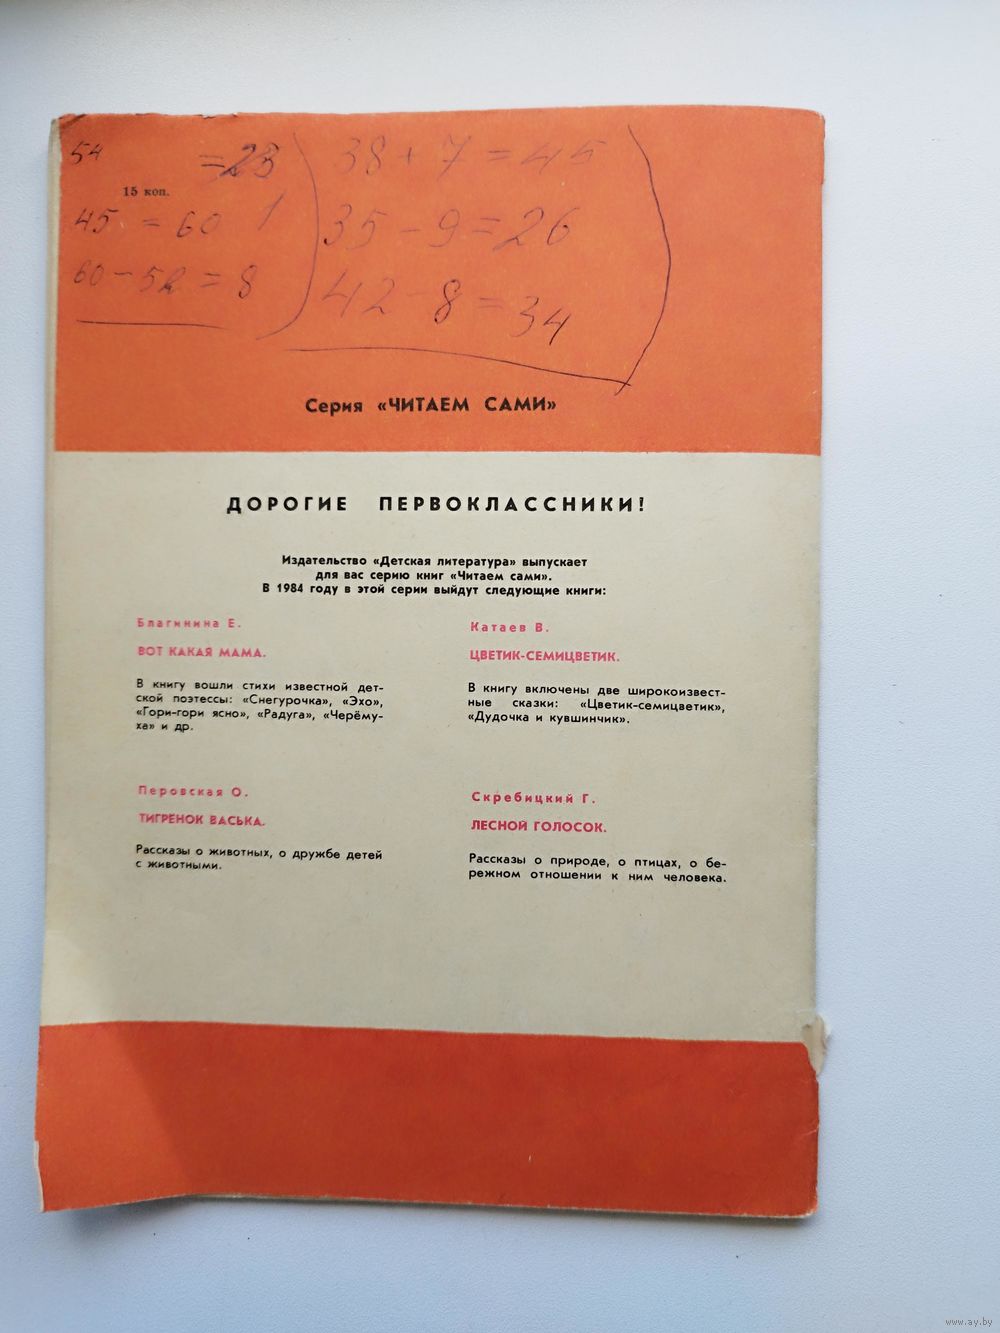 54 =23
15 коп.
45 = 60
60-52=8
38+7=45
35-9=26
42-8=34
Серия «ЧИТАЕМ САМИ»
ДОРОГИЕ ПЕРВОКЛАССНИКИ!
Издательство «Детская литература» выпускает
для вас серию книг «Читаем сами».
В 1984 году в этой серии выйдут следующие книги:
Благинина Е.
ВОТ КАКАЯ МАМА.
В книгу вошли стихи известной дет-
ской поэтессы: «Снегурочка», «Эхо»,
«Гори-гори ясно», «Радуга», «Черёму-
ха» и др.
Катаев В.
ЦВЕТИК-СЕМИЦВЕТИК.
В книгу включены две широкоизвест-
ные сказки: «Цветик-семицветик»,
«Дудочка и кувшинчик».
Перовская О.
ТИГРЕНОК ВАСЬКА.
Рассказы о животных, о дружбе детей
с животными.
Скребицкий Г.
ЛЕСНОЙ ГОЛОСОК.
Рассказы о природе, о птицах, о бе-
режном отношении к ним человека.
www.ay.by